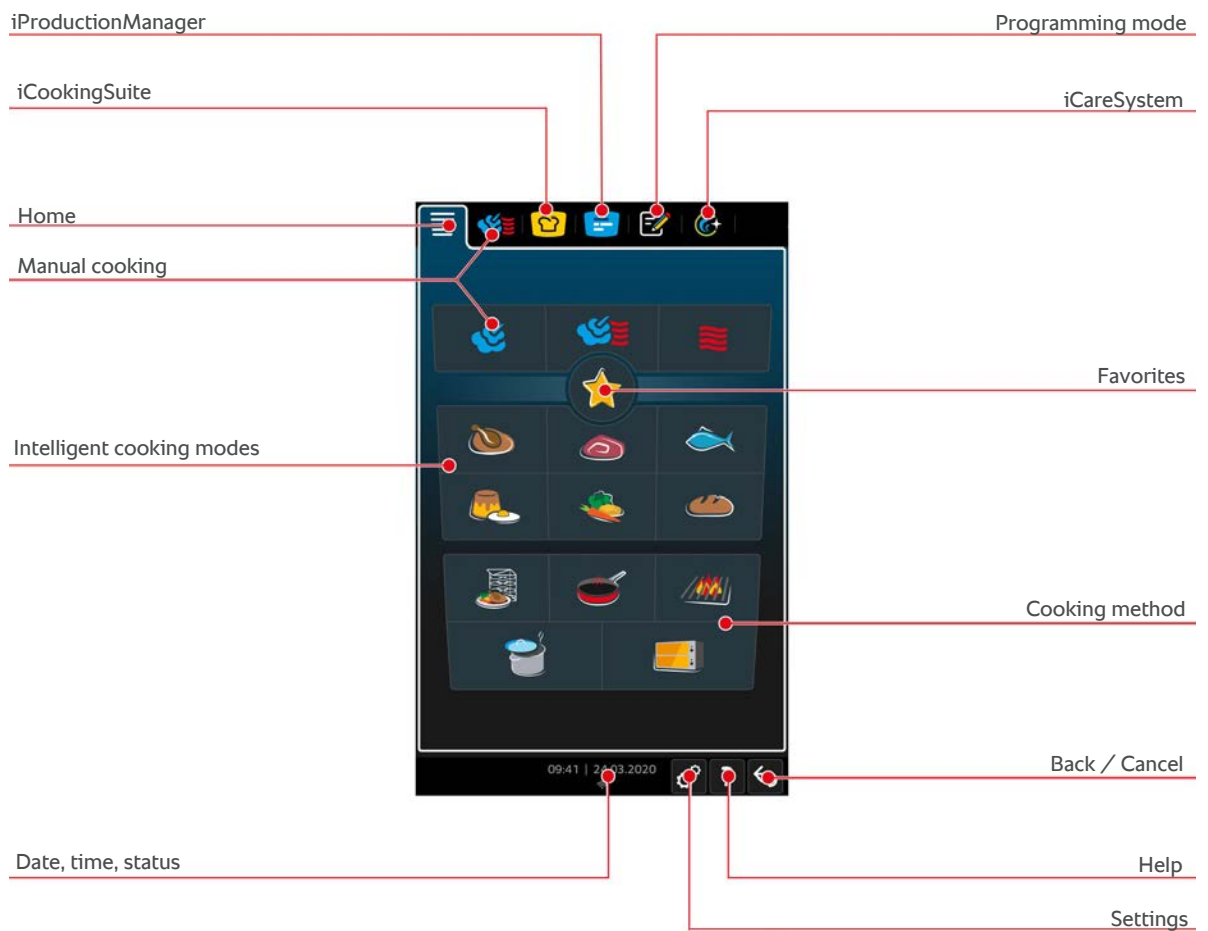 iProductionManager
Programming mode
iCookingSuite
iCareSystem
Home
Manual cooking
Favorites
Intelligent cooking modes
Cooking method
09:41 | 24.03.2020
Back / Cancel
Date, time, status
Help
Settings